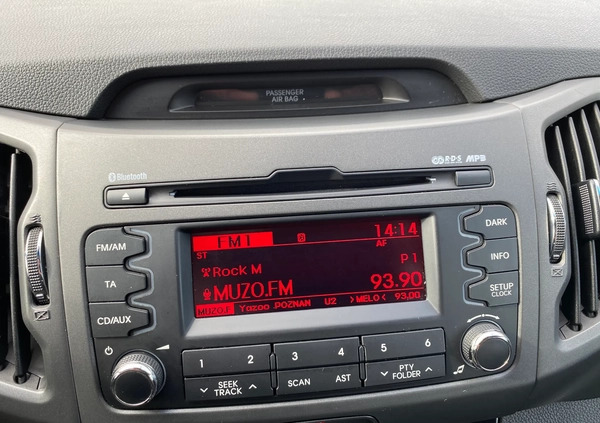 PASSENGER
AIR BAG
Bluetooth
R·D·S MP3
FM/AM
TA
CD/AUX
FM1
14:14
ST
AF
Rock M
P1
MUZO.FM
93.90
MUZO.F Yazoo .POZNAN U2 >MELO< 93,00
DARK
INFO
SETUP
CLOCK
1 2 3 4 5 6
SEEK
TRACK
SCAN AST
PTY
FOLDER